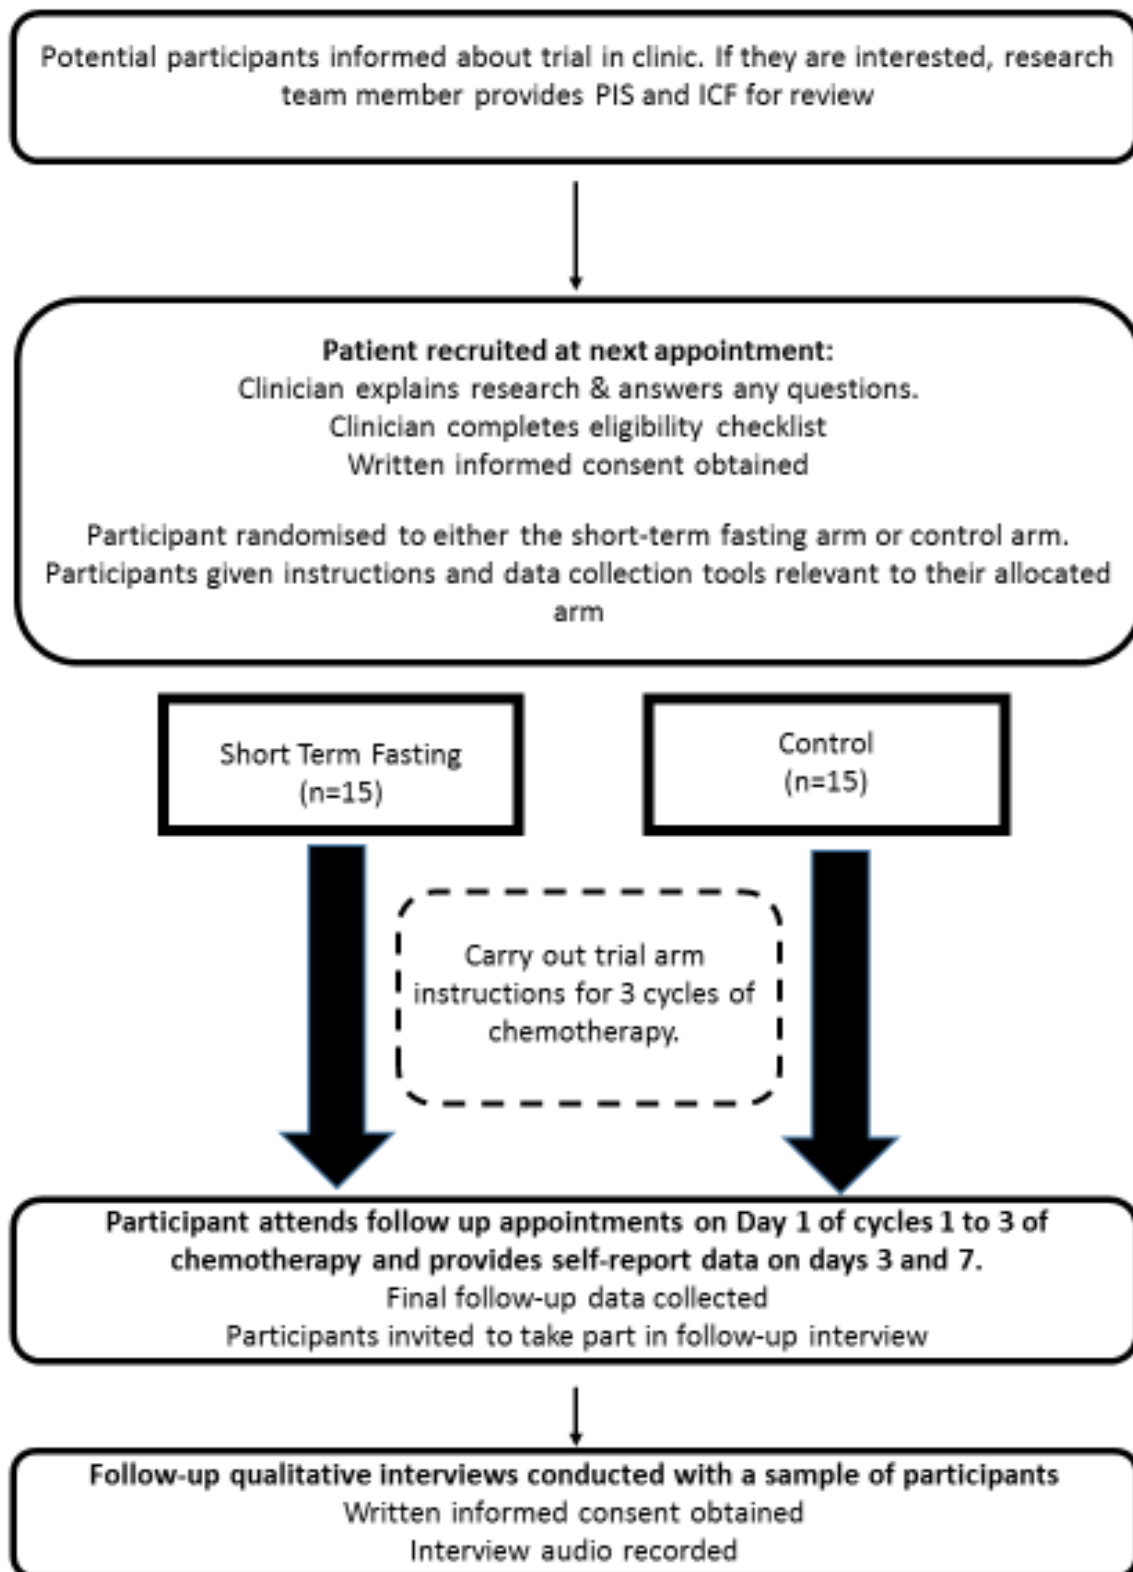 Potential participants informed about trial in clinic. If they are interested, research
team member provides PIS and ICF for review
Patient recruited at next appointment:
Clinician explains research & answers any questions.
Clinician completes eligibility checklist
Written informed consent obtained
Participant randomised to either the short-term fasting arm or control arm.
Participants given instructions and data collection tools relevant to their allocated
arm
Short Term Fasting
(n=15)
Control
(n=15)
Carry out trial arm
instructions for 3 cycles of
chemotherapy.
Participant attends follow up appointments on Day 1 of cycles 1 to 3 of
chemotherapy and provides self-report data on days 3 and 7.
Final follow-up data collected
Participants invited to take part in follow-up interview
Follow-up qualitative interviews conducted with a sample of participants
Written informed consent obtained
Interview audio recorded